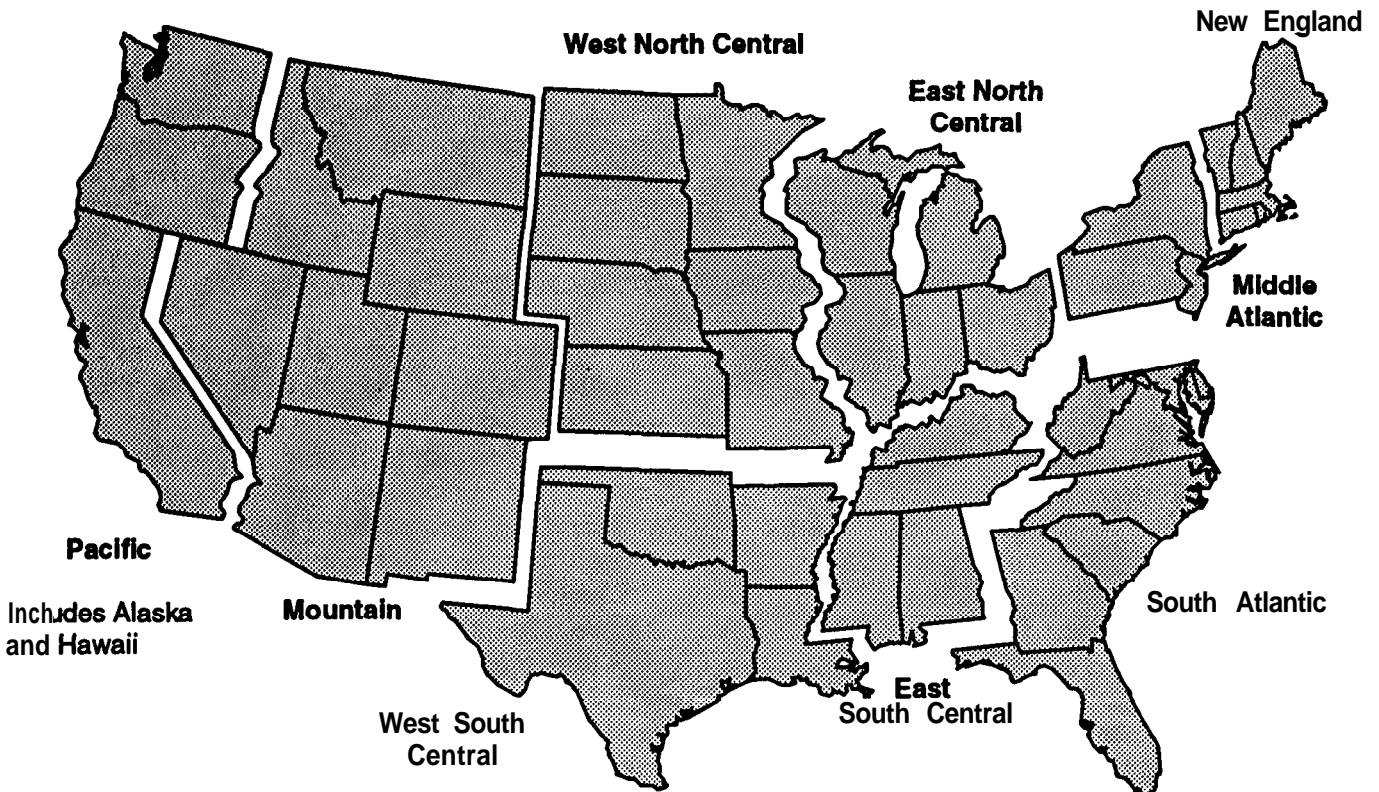 New England
West North Central
East North
Central
Middle
Atlantic
Pacific
Includes Alaska
and Hawaii
Mountain
South Atlantic
East
South Central
West South
Central